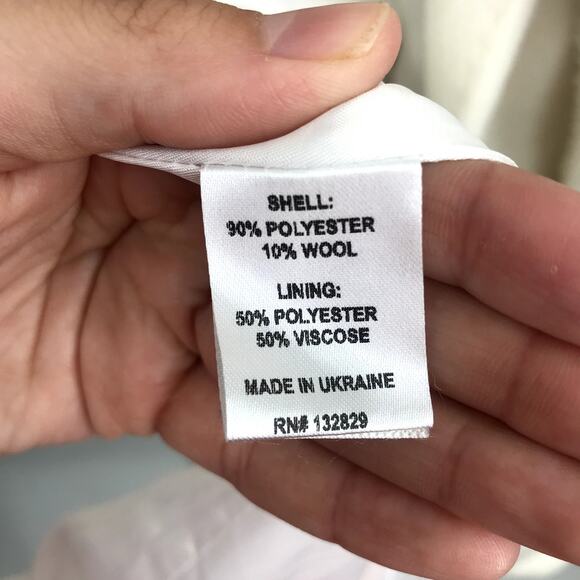 SHELL:
90% POLYESTER
10% WOOL
LINING:
50% POLYESTER
50% VISCOSE
MADE IN UKRAINE
RN# 132829